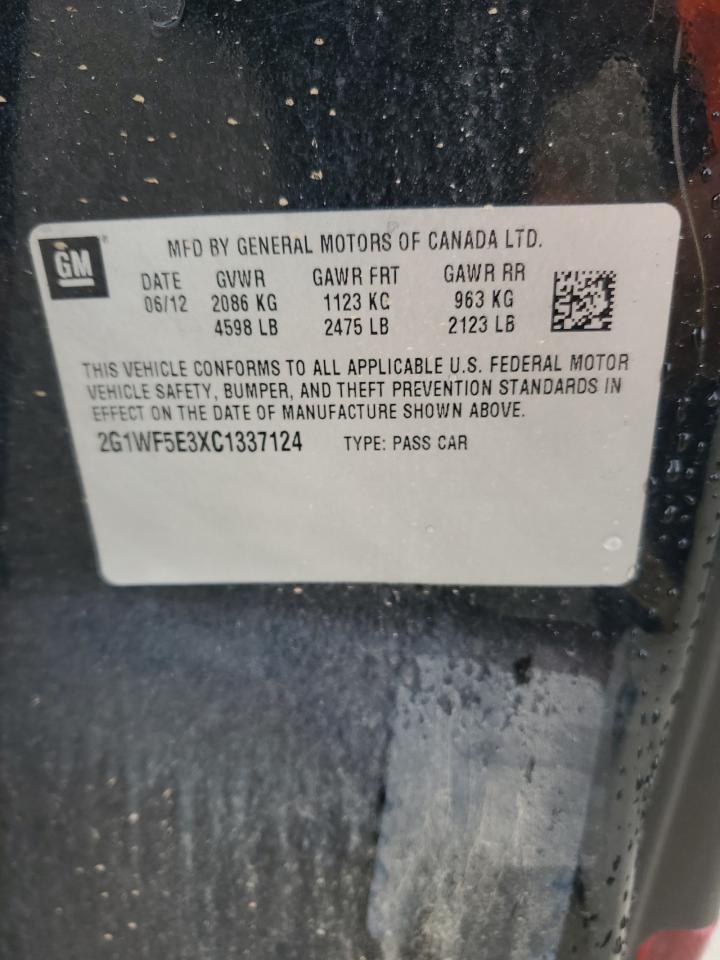 GM
MFD BY GENERAL MOTORS OF CANADA LTD.
DATE GVWR GAWR FRT GAWR RR
06/12 2086 KG 1123 KG 963 KG
4598 LB 2475 LB 2123 LB
THIS VEHICLE CONFORMS TO ALL APPLICABLE U.S. FEDERAL MOTOR
VEHICLE SAFETY, BUMPER, AND THEFT PREVENTION STANDARDS IN
EFFECT ON THE DATE OF MANUFACTURE SHOWN ABOVE.
2G1WF5E3XC1337124 TYPE: PASS CAR